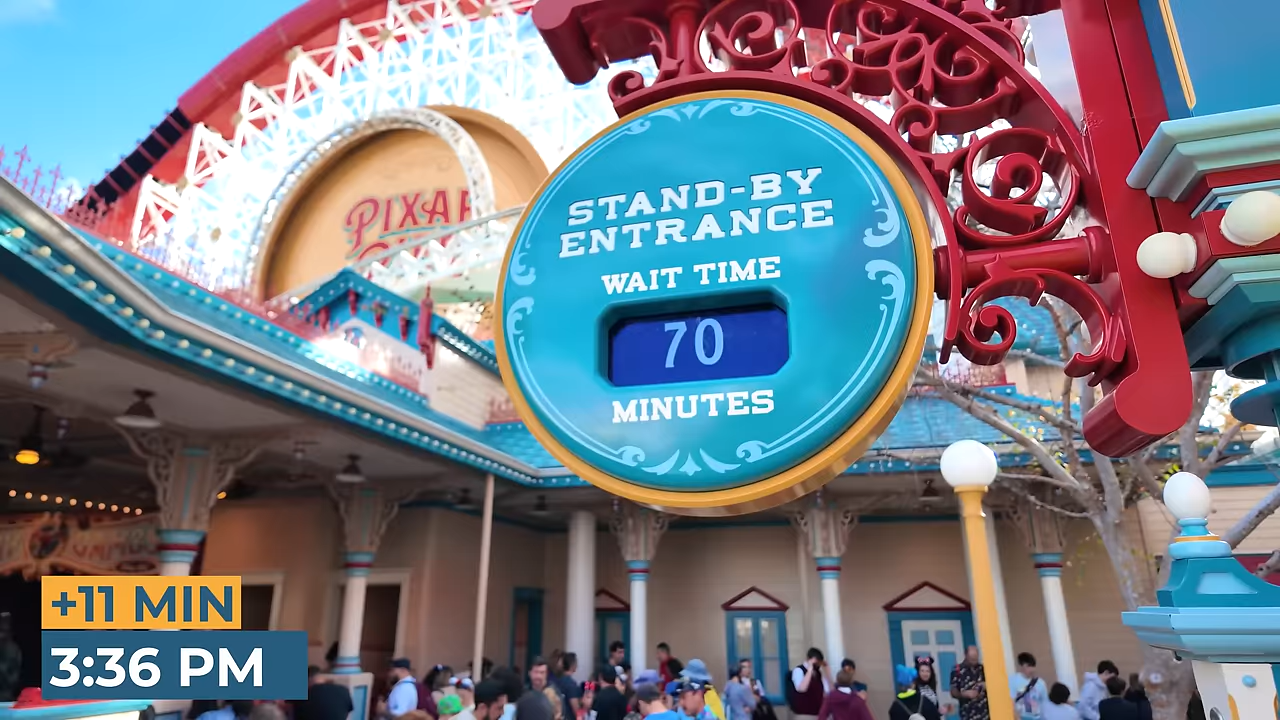 PIXAR
STAND-BY
ENTRANCE
WAIT TIME
70
MINUTES
+11 MIN
3:36 PM